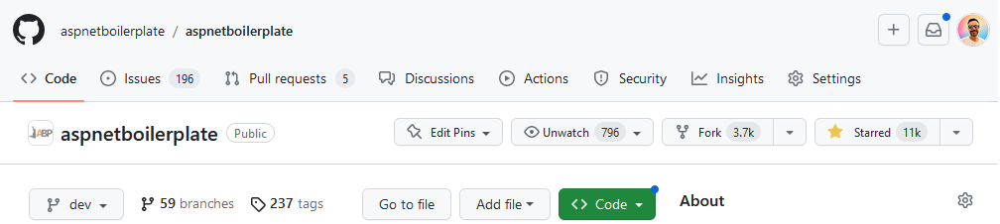 aspnetboilerplate / aspnetboilerplate
Code Issues 196 Pull requests 5 Discussions Actions Security Insights Settings
ABP aspnetboilerplate Public Edit Pins Unwatch 796 Fork 3.7k Starred 11k
dev 59 branches 237 tags Go to file Add file Code About